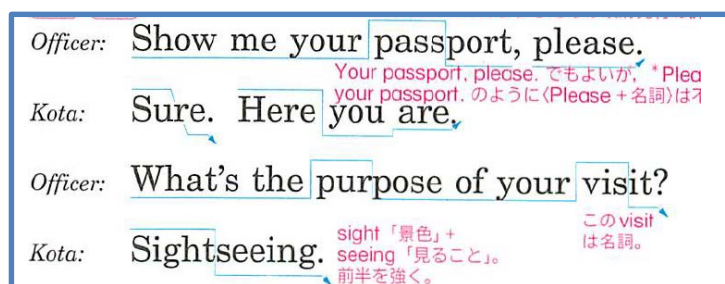 Officer: Show me your passport, please.
Your passport, please. でもよいが, *Plea
your passport. のように〈Please+名詞〉は
Kota: Sure. Here you are.
Officer: What's the purpose of your visit?
このvisit
は名詞。
Kota: Sightseeing.
sight「景色」+
seeing「見ること」。
前半を強く。